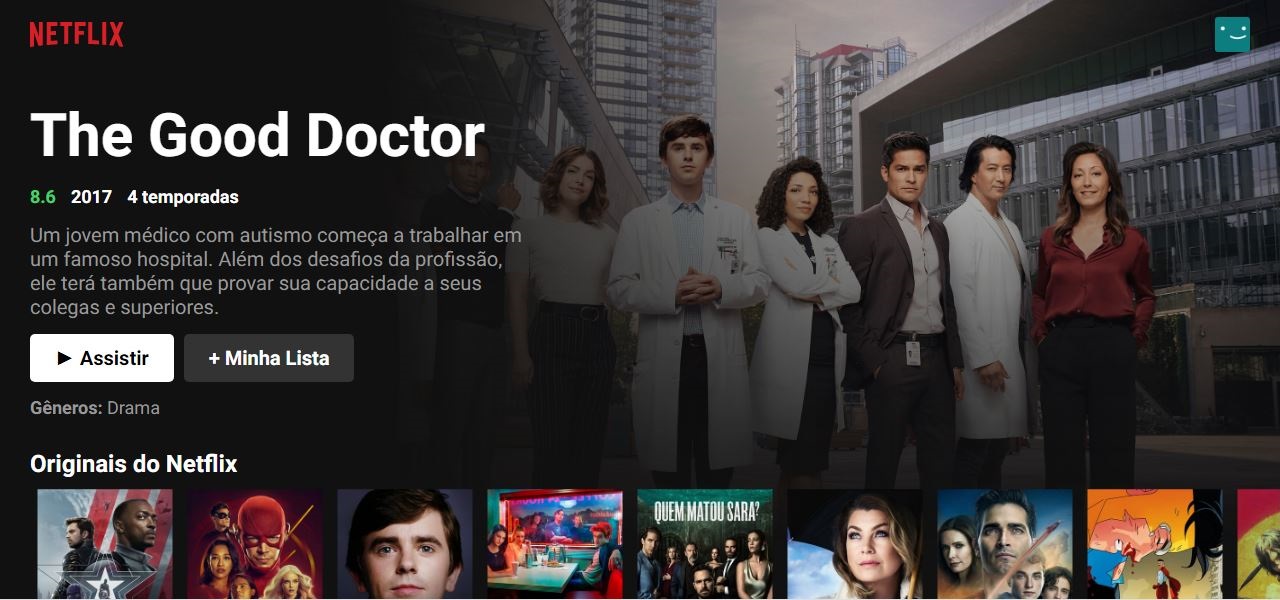 NETFLIX
The Good Doctor
8.6 2017 4 temporadas
Um jovem médico com autismo começa a trabalhar em
um famoso hospital. Além dos desafios da profissão,
ele terá também que provar sua capacidade a seus
colegas e superiores.
► Assistir + Minha Lista
Gêneros: Drama
Originais do Netflix
QUEM MATOU SARA?